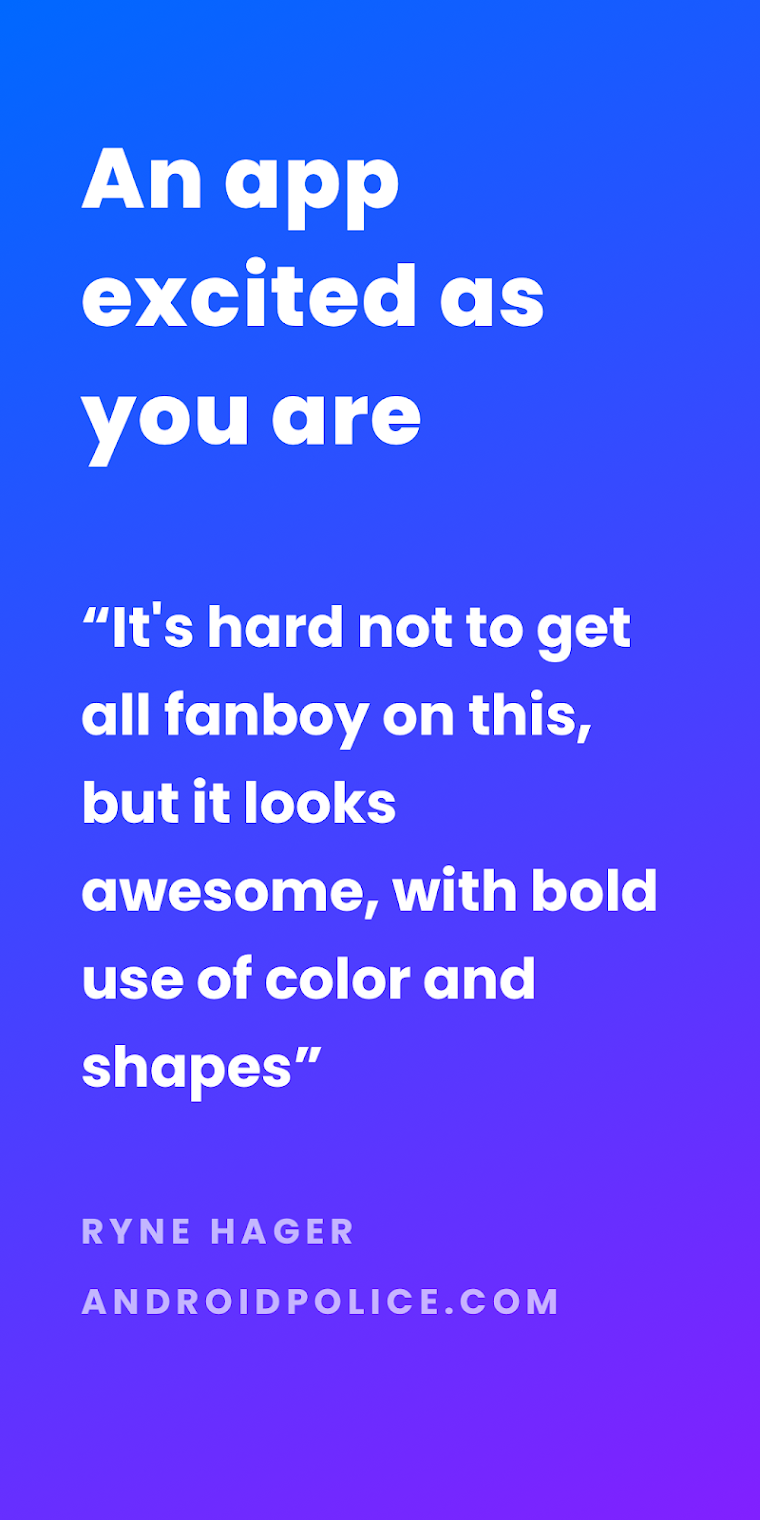 An app
excited as
you are
“It's hard not to get
all fanboy on this,
but it looks
awesome, with bold
use of color and
shapes”
RYNE HAGER
ANDROIDPOLICE.COM